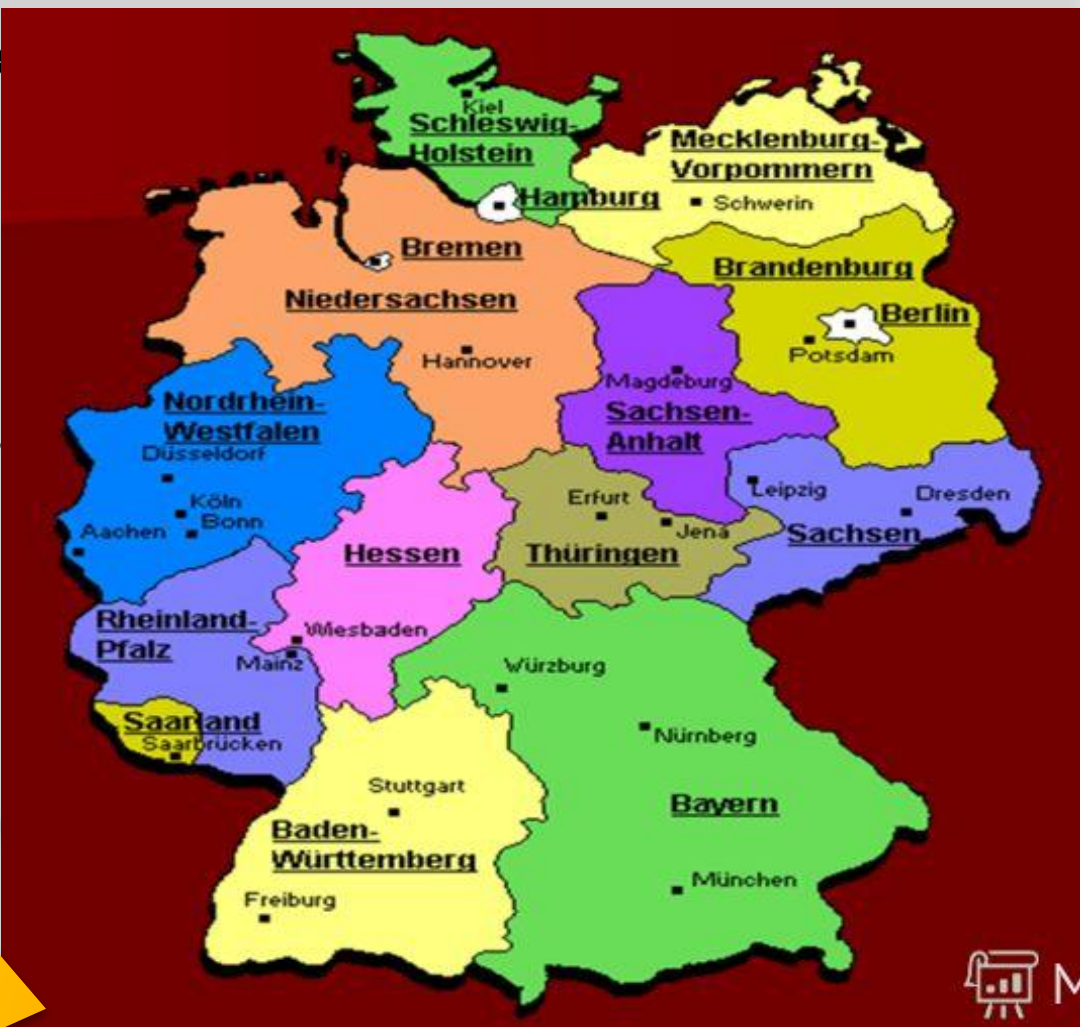 Kiel
Schleswig-
Holstein
Mecklenburg-
Vorpommern
Hamburg
Schwerin
Bremen
Brandenburg
Niedersachsen
Berlin
Hannover
Potsdam
Magdeburg
Nordrhein-
Westfalen
Sachsen-
Anhalt
Düsseldorf
Köln
Bonn
Aachen
Leipzig
Dresden
Erfurt
Jena
Sachsen
Hessen
Thüringen
Rheinland-
Pfalz
Wiesbaden
Mainz
Würzburg
Saarland
Saarbrücken
Nürnberg
Stuttgart
Bayern
Baden-
Württemberg
München
Freiburg
M